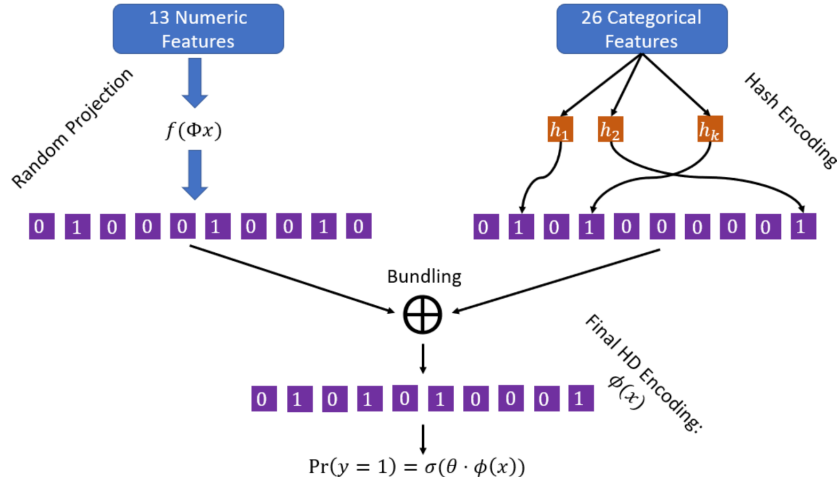 13 Numeric
Features
26 Categorical
Features
Random Projection
Hash Encoding
f(Φx)
h₁ h₂ h_k
0 1 0 0 0 1 0 0 1 0
0 1 0 1 0 0 0 0 0 1
Bundling
Final HD Encoding:
ϕ(x)
0 1 0 1 0 1 0 0 0 1
Pr(y = 1) = σ(θ · ϕ(x))